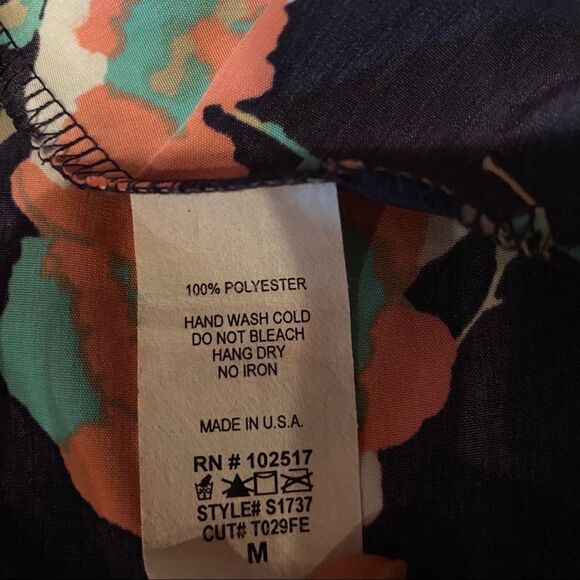 100% POLYESTER
HAND WASH COLD
DO NOT BLEACH
HANG DRY
NO IRON
MADE IN U.S.A.
RN # 102517
STYLE# S1737
CUT# T029FE
M